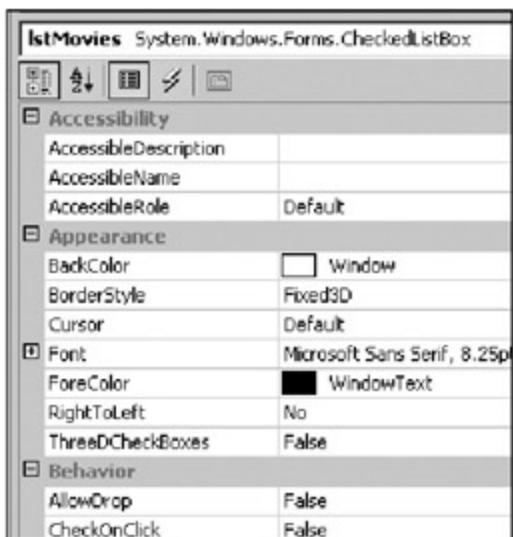 lstMovies System.Windows.Forms.CheckedListBox
Accessibility
AccessibleDescription
AccessibleName
AccessibleRole Default
Appearance
BackColor Window
BorderStyle Fixed3D
Cursor Default
Font Microsoft Sans Serif, 8.25p
ForeColor WindowText
RightToLeft No
ThreeDCheckBoxes False
Behavior
AllowDrop False
CheckOnClick False